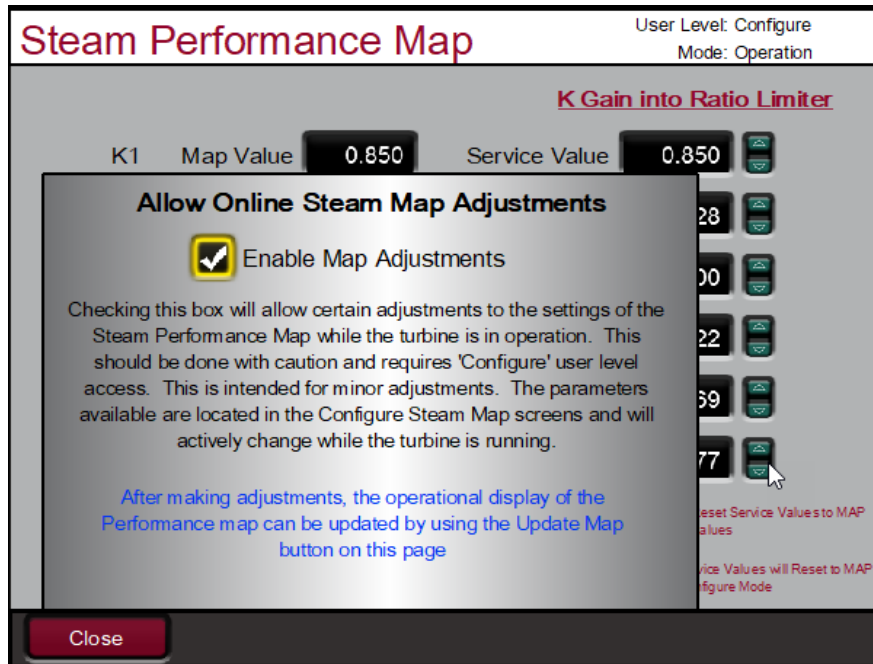 Steam Performance Map
User Level: Configure
Mode: Operation
K Gain into Ratio Limiter
K1 Map Value 0.850 Service Value 0.850
Allow Online Steam Map Adjustments
28
Enable Map Adjustments
00
Checking this box will allow certain adjustments to the settings of the
Steam Performance Map while the turbine is in operation. This
22
should be done with caution and requires 'Configure' user level
access. This is intended for minor adjustments. The parameters
69
available are located in the Configure Steam Map screens and will
actively change while the turbine is running.
77
After making adjustments, the operational display of the
Performance map can be updated by using the Update Map
button on this page
Service Values to MAP
Values will Reset to MAP
Mode
Close